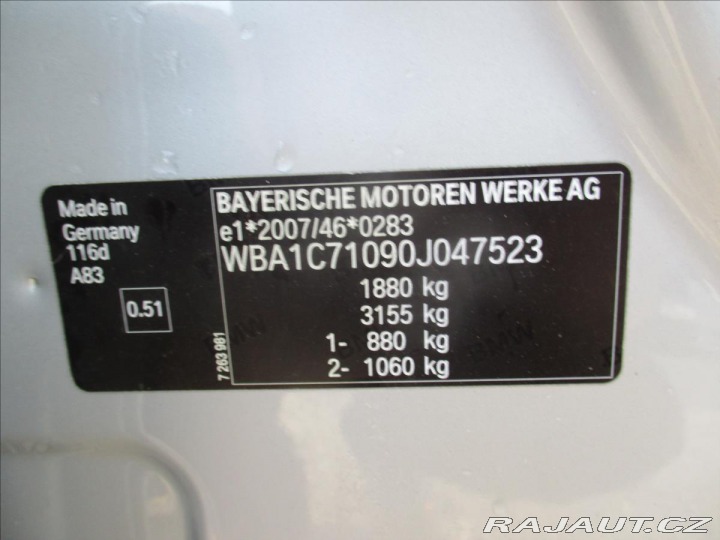 Made in
Germany
116d
A83
0.51
7 263 981
BAYERISCHE MOTOREN WERKE AG
e1*2007/46*0283
WBA1C71090J047523
1880 kg
3155 kg
1- 880 kg
2- 1060 kg
RAJAUT.CZ